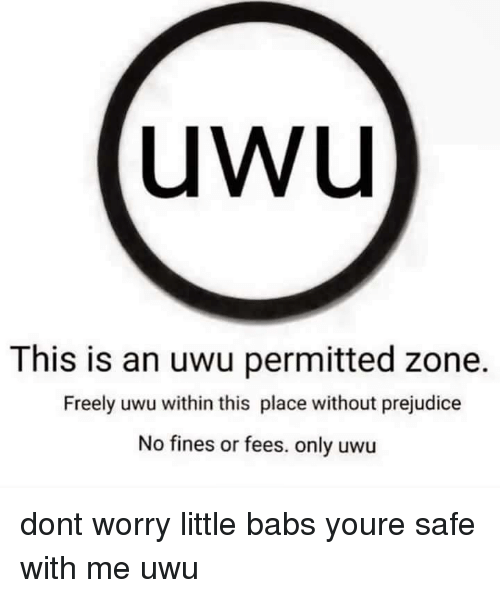 uwu
This is an uwu permitted zone.
Freely uwu within this place without prejudice
No fines or fees. only uwu
dont worry little babs youre safe
with me uwu